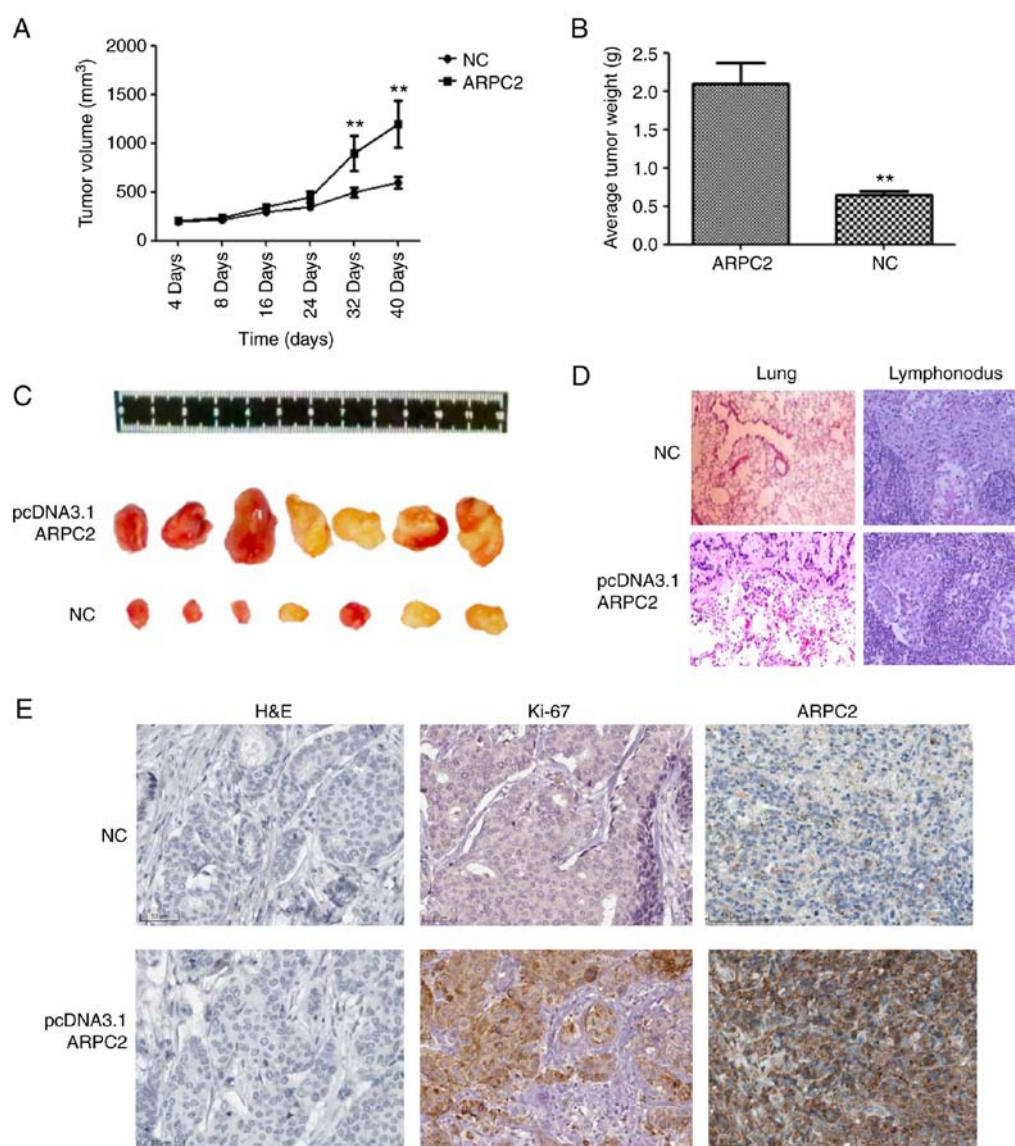 A
Tumor volume (mm³)
2000
1500
1000
500
0
**
**
NC
ARPC2
4 Days
8 Days
16 Days
24 Days
32 Days
40 Days
Time (days)
B
Average tumor weight (g)
2.5
2.0
1.5
1.0
0.5
0.0
**
ARPC2
NC
C
pcDNA3.1
ARPC2
NC
D
Lung
Lymphonodus
NC
pcDNA3.1
ARPC2
E
H&E
Ki-67
ARPC2
NC
pcDNA3.1
ARPC2